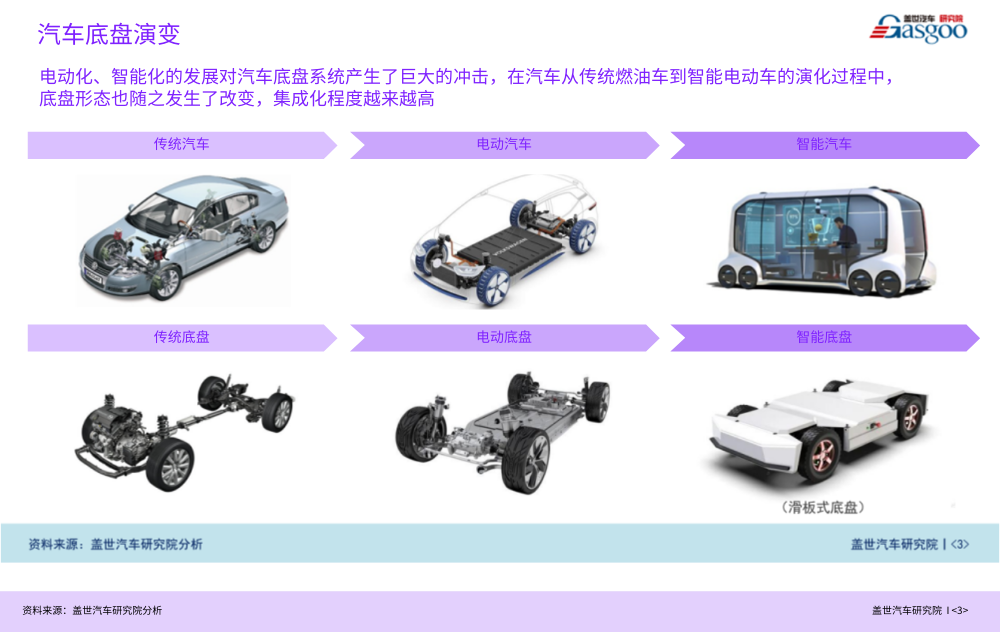 汽车底盘演变
盖世汽车 研究院
Gasgoo
电动化、智能化的发展对汽车底盘系统产生了巨大的冲击，在汽车从传统燃油车到智能电动车的演化过程中，
底盘形态也随之发生了改变，集成化程度越来越高
传统汽车
电动汽车
智能汽车
VOLKSWAGEN
传统底盘
电动底盘
智能底盘
（滑板式底盘）
资料来源：盖世汽车研究院分析
盖世汽车研究院 | <3>
资料来源：盖世汽车研究院分析
盖世汽车研究院 | <3>